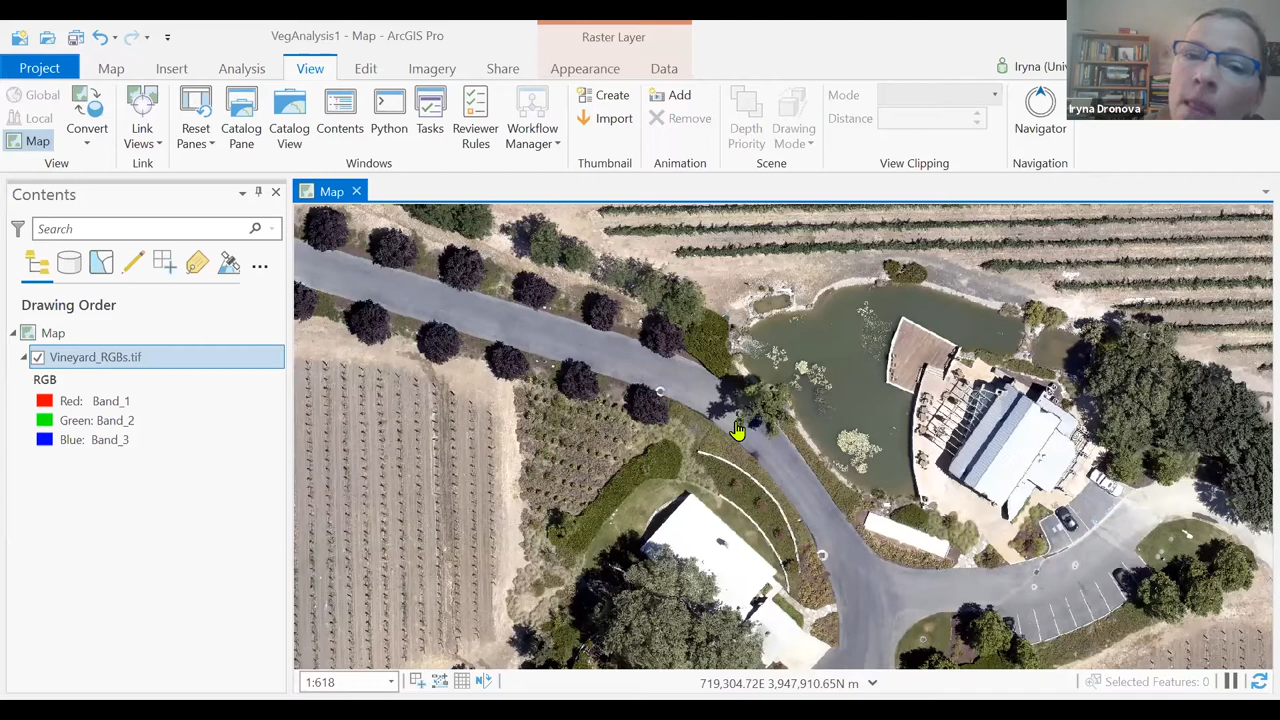 VegAnalysis1 - Map - ArcGIS Pro
Raster Layer
Project
Map
Insert
Analysis
View
Edit
Imagery
Share
Appearance
Data
Iryna (Univ
Iryna Dronova
Global
Local
Map
Convert
View
Link
Views
Link
Reset
Panes
Catalog
Pane
Catalog
View
Contents
Python
Tasks
Reviewer
Rules
Workflow
Manager
Windows
Create
Import
Thumbnail
Add
Remove
Animation
Depth
Priority
Drawing
Mode
Scene
Mode
Distance
View Clipping
Navigator
Navigation
Contents
Search
Drawing Order
Map
Vineyard_RGBs.tif
RGB
Red: Band_1
Green: Band_2
Blue: Band_3
Map
1:618
719,304.72E 3,947,910.65N m
Selected Features: 0